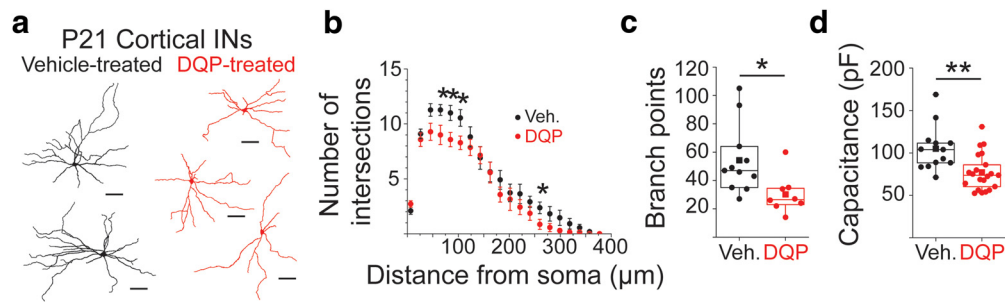 a
P21 Cortical INs
Vehicle-treated DQP-treated
b
Number of
intersections
15
10
5
***
*
Veh.
DQP
0 100 200 300 400
Distance from soma (µm)
c
Branch points
120
100
80
60
40
20
*
Veh. DQP
d
Capacitance (pF)
200
150
100
50
**
Veh. DQP